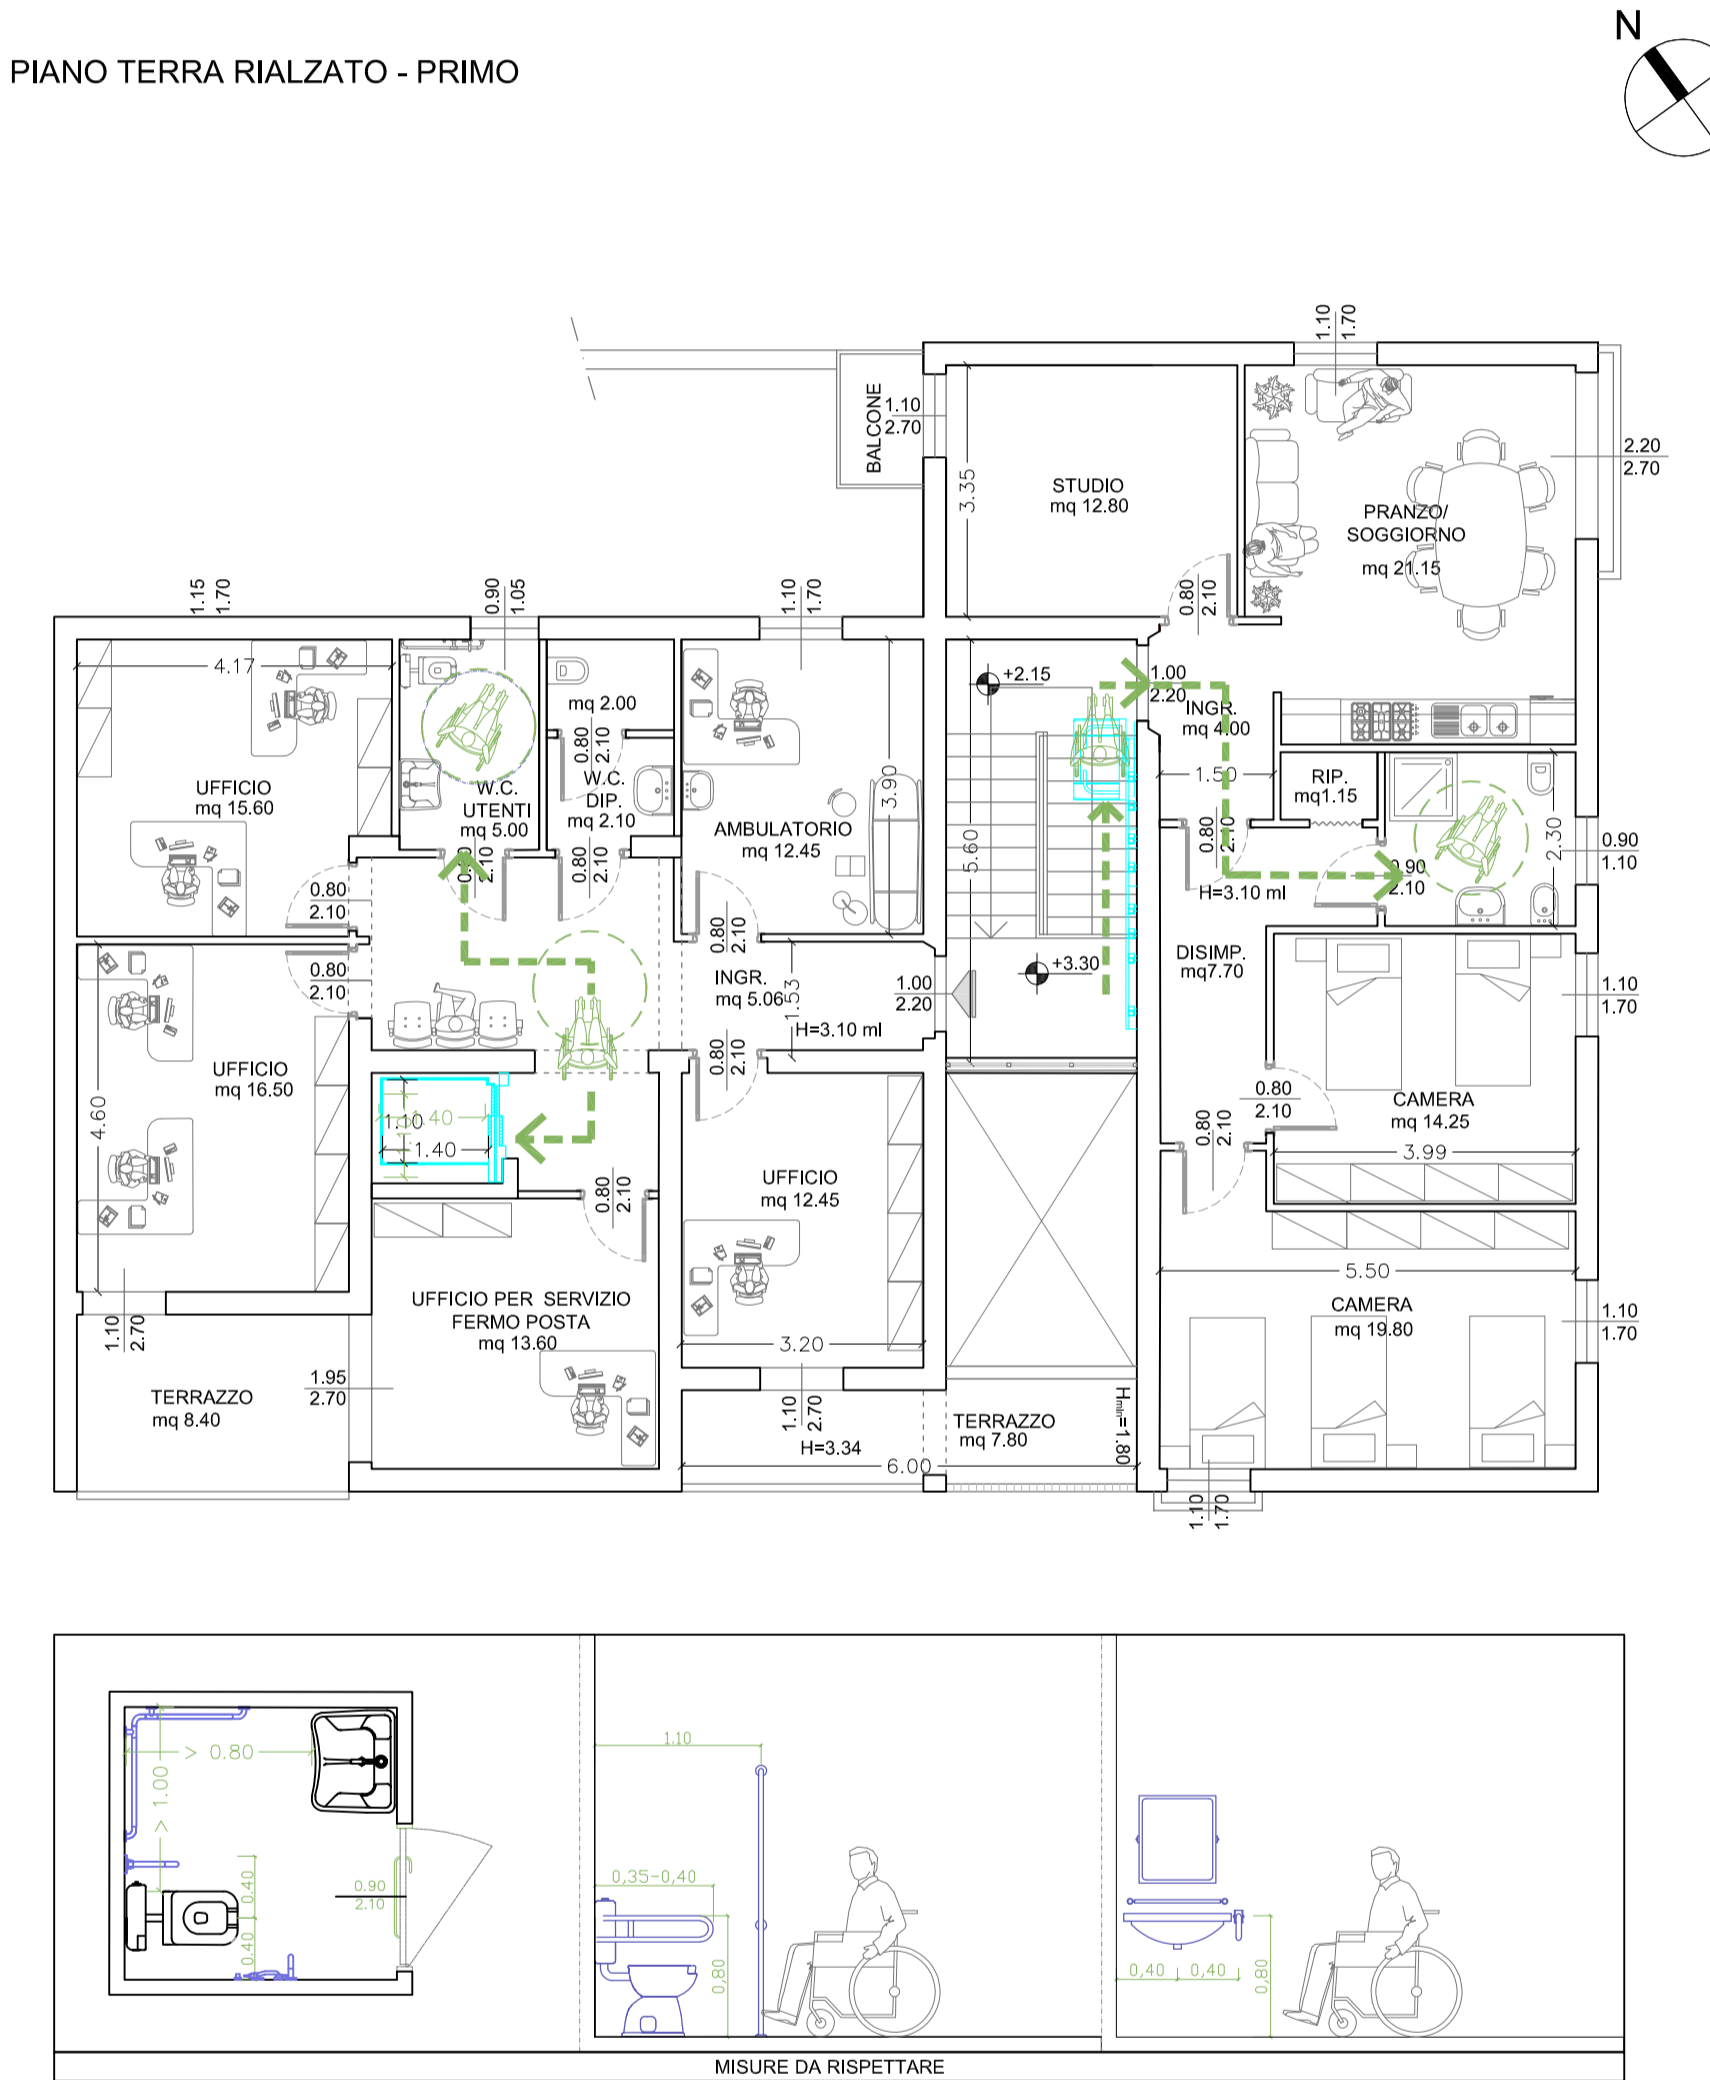 N
PIANO TERRA RIALZATO - PRIMO
1.10
1.70
BALCONE
1.10
2.70
3.35
STUDIO
mq 12.80
PRANZO/
SOGGIORNO
mq 21.15
2.20
2.70
0.80
2.10
1.15
1.70
0.90
1.05
1.10
1.70
4.17
UFFICIO
mq 15.60
W.C.
UTENTI
mq 5.00
mq 2.00
0.80
2.10
W.C.
DIP.
mq 2.10
AMBULATORIO
mq 12.45
3.90
+2.15
5.60
1.00
2.20
INGR.
mq 4.00
1.50
RIP.
mq1.15
2.30
0.90
1.10
0.80
2.10
0.90
2.10
H=3.10 ml
0.80
2.10
2.10
0.80
2.10
0.80
2.10
0.80
2.10
INGR.
mq 5.06
1.53
H=3.10 ml
1.00
2.20
+3.30
DISIMP.
mq7.70
1.10
1.70
UFFICIO
mq 16.50
4.60
1.10
1.40
1.40
0.80
2.10
0.80
2.10
CAMERA
mq 14.25
3.99
0.80
2.10
0.80
2.10
UFFICIO
mq 12.45
3.20
5.50
CAMERA
mq 19.80
1.10
1.70
UFFICIO PER SERVIZIO
FERMO POSTA
mq 13.60
1.10
2.70
1.95
2.70
TERRAZZO
mq 8.40
1.10
2.70
H=3.34
TERRAZZO
mq 7.80
Hmin=1.80
6.00
1.10
1.70
> 0.80
> 1.00
0.40
0.40
0.90
2.10
1.10
0,35-0,40
0,80
0,40
0,40
0,80
MISURE DA RISPETTARE